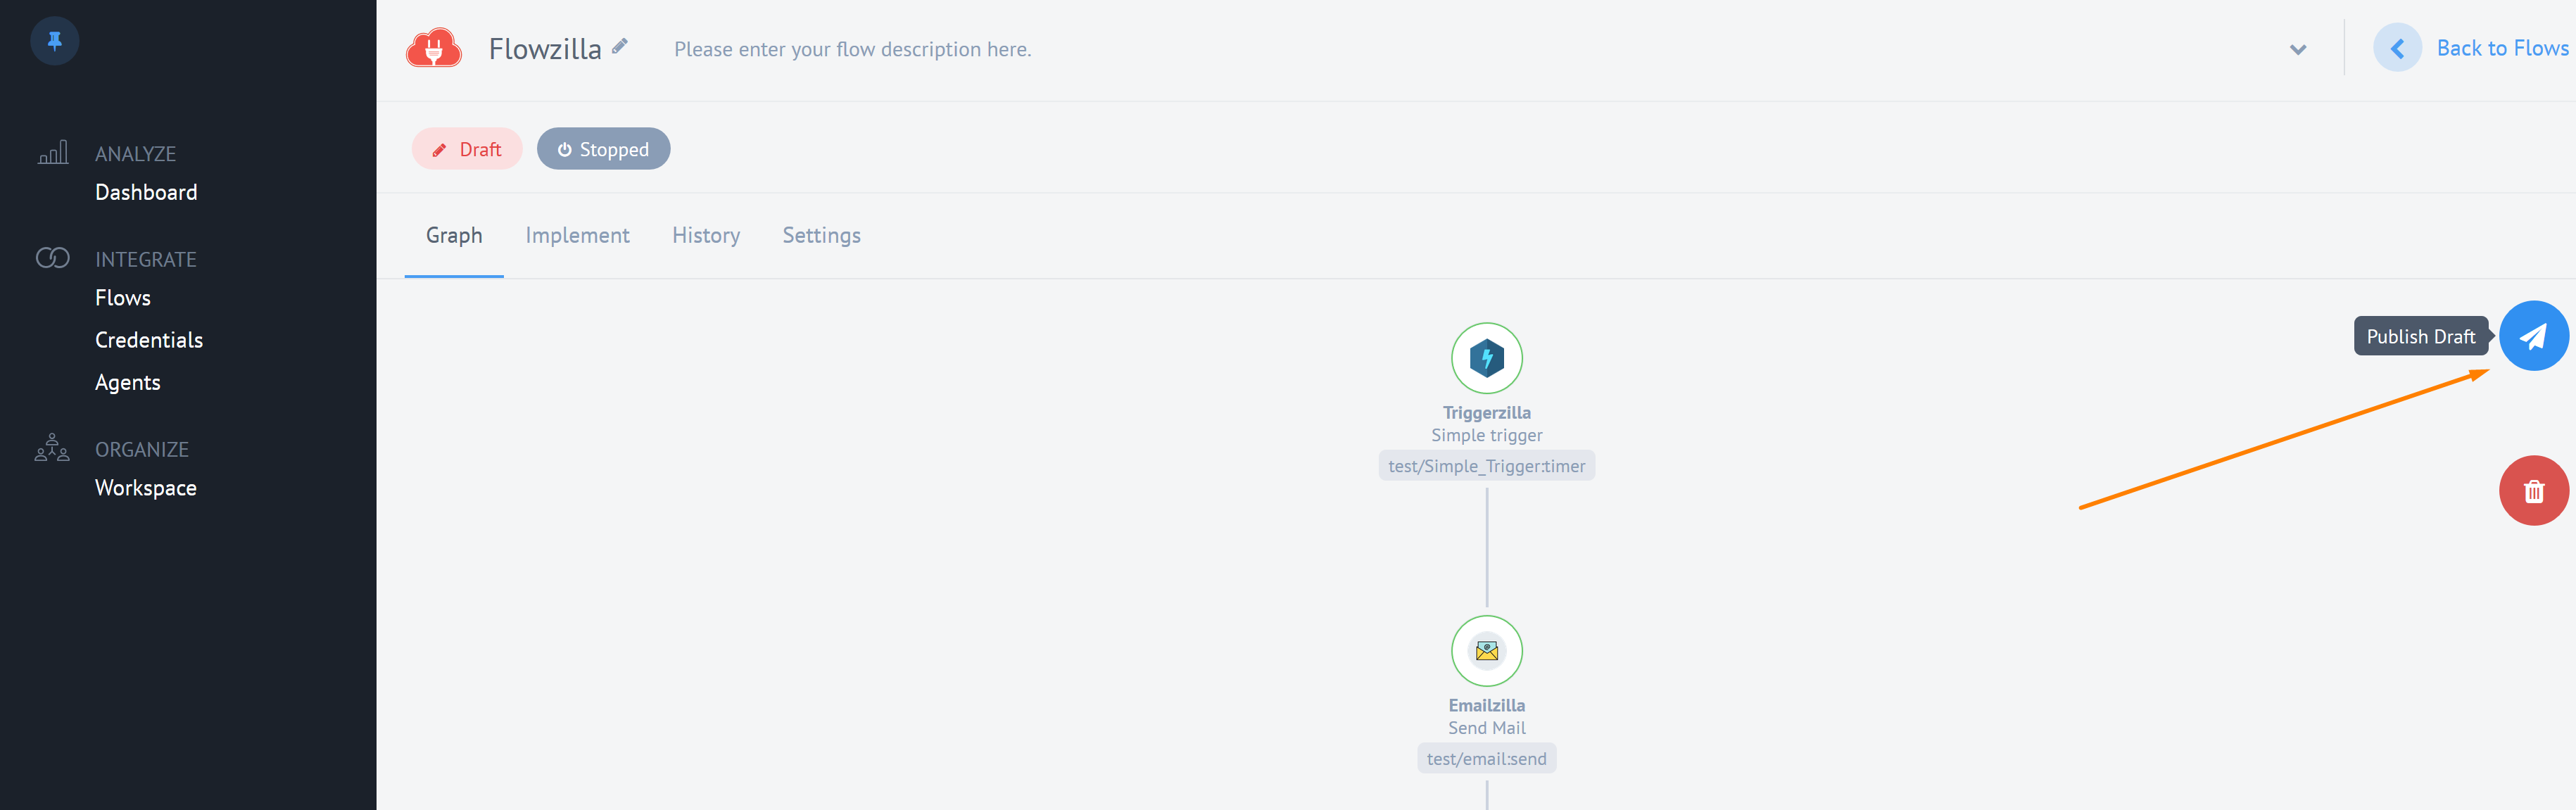 Flowzilla
Please enter your flow description here.
Back to Flows
Draft
Stopped
ANALYZE
Dashboard
INTEGRATE
Flows
Credentials
Agents
ORGANIZE
Workspace
Graph
Implement
History
Settings
Publish Draft
Triggerzilla
Simple trigger
test/Simple_Trigger:timer
Emailzilla
Send Mail
test/email:send